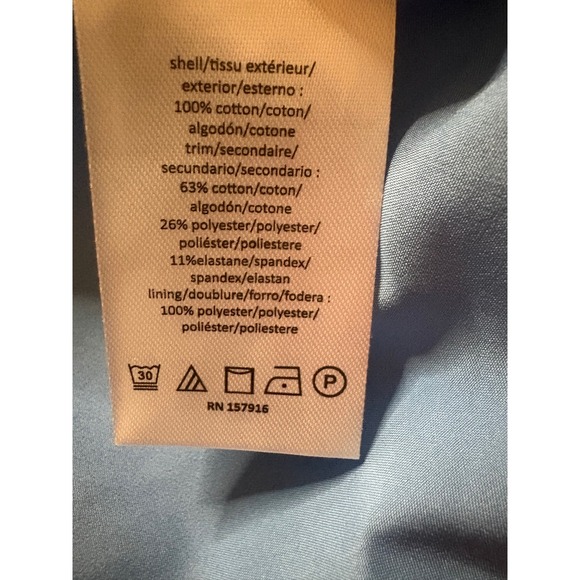 shell/tissu extérieur/
exterior/esterno :
100% cotton/coton/
algodón/cotone
trim/secondaire/
secundario/secondario :
63% cotton/coton/
algodón/cotone
26% polyester/polyester/
poliéster/poliestere
11%elastane/spandex/
spandex/elastan
lining/doublure/forro/fodera :
100% polyester/polyester/
poliéster/poliestere
30 P
RN 157916